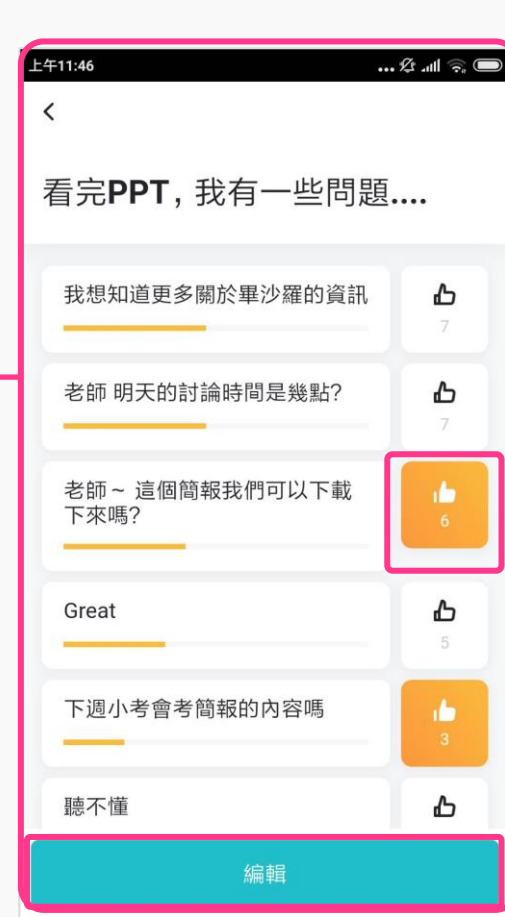 上午11:46
看完PPT，我有一些問題....
我想知道更多關於畢沙羅的資訊
7
老師 明天的討論時間是幾點?
7
老師~ 這個簡報我們可以下載
下來嗎?
6
Great
5
下週小考會考簡報的內容嗎
3
聽不懂
編輯